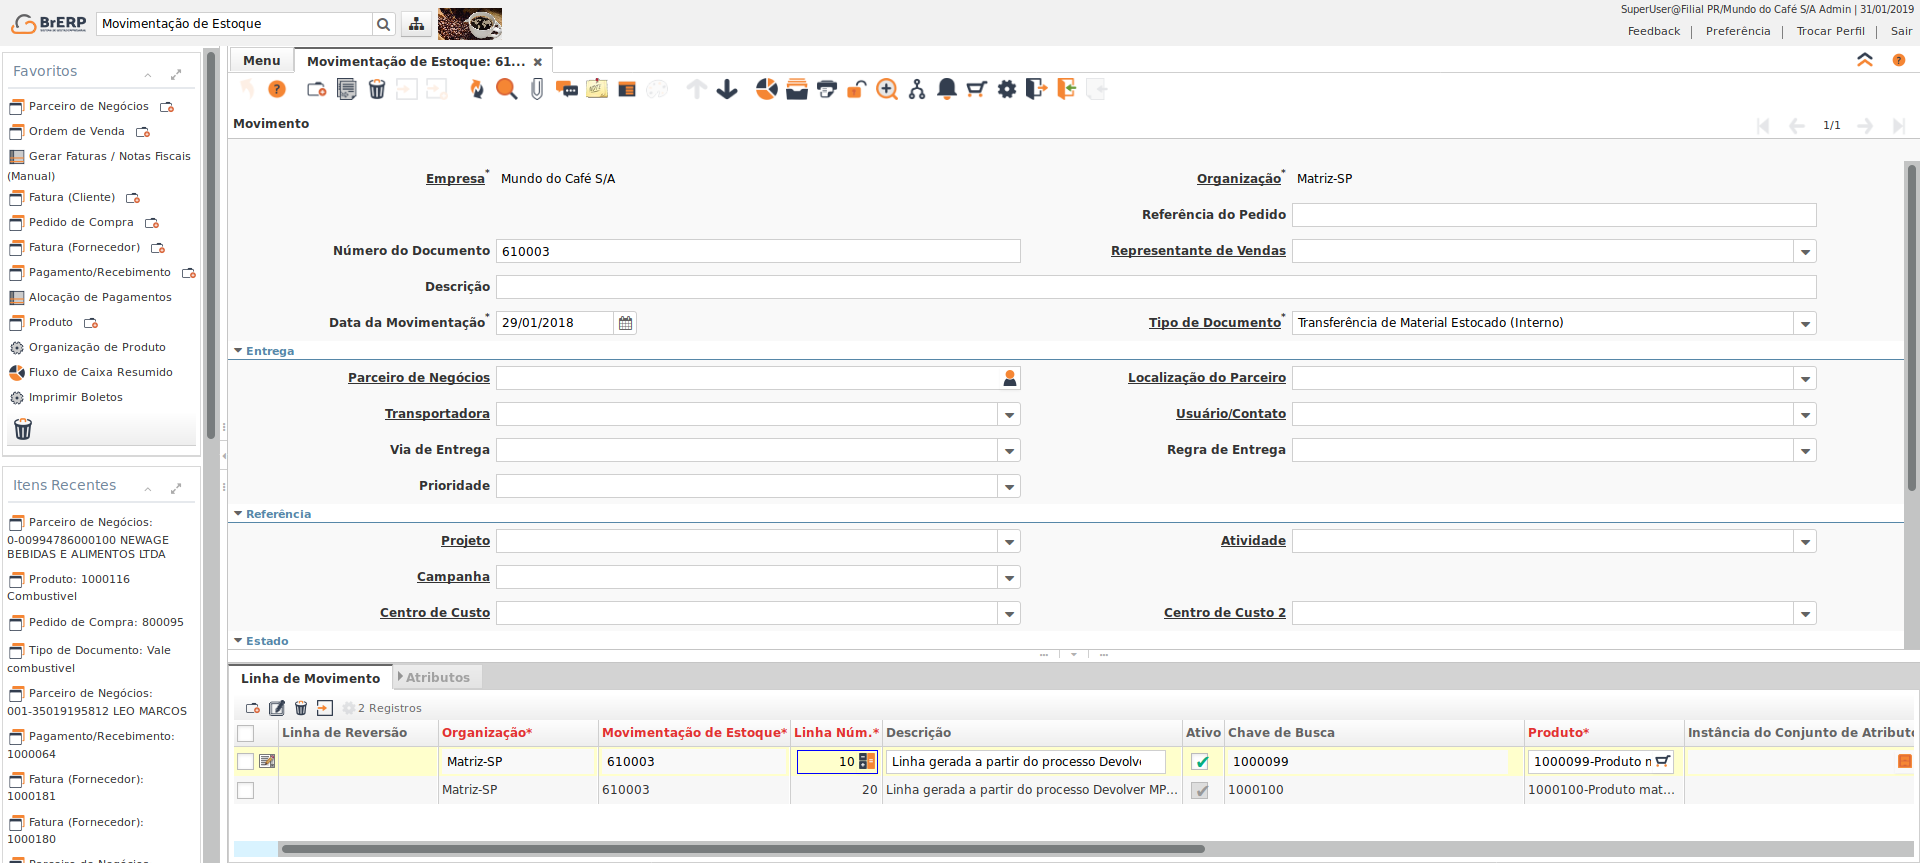 BrERP
Movimentação de Estoque
SuperUser@Filial PR/Mundo do Café S/A Admin | 31/01/2019
Feedback | Preferência | Trocar Perfil | Sair
Favoritos
Parceiro de Negócios
Ordem de Venda
Gerar Faturas / Notas Fiscais
(Manual)
Fatura (Cliente)
Pedido de Compra
Fatura (Fornecedor)
Pagamento/Recebimento
Alocação de Pagamentos
Produto
Organização de Produto
Fluxo de Caixa Resumido
Imprimir Boletos
Itens Recentes
Parceiro de Negócios:
0-00994786000100 NEWAGE
BEBIDAS E ALIMENTOS LTDA
Produto: 1000116
Combustivel
Pedido de Compra: 800095
Tipo de Documento: Vale
combustivel
Parceiro de Negócios:
001-35019195812 LEO MARCOS
Pagamento/Recebimento:
1000064
Fatura (Fornecedor):
1000181
Fatura (Fornecedor):
1000180
Parceiro de Negócios
Menu
Movimentação de Estoque: 61...
Movimento
1/1
Empresa* Mundo do Café S/A
Organização* Matriz-SP
Referência do Pedido
Número do Documento 610003
Representante de Vendas
Descrição
Data da Movimentação* 29/01/2018
Tipo de Documento* Transferência de Material Estocado (Interno)
Entrega
Parceiro de Negócios
Localização do Parceiro
Transportadora
Usuário/Contato
Via de Entrega
Regra de Entrega
Prioridade
Referência
Projeto
Atividade
Campanha
Centro de Custo
Centro de Custo 2
Estado
Linha de Movimento
Atributos
2 Registros
Linha de Reversão Organização* Movimentação de Estoque* Linha Núm.* Descrição Ativo Chave de Busca Produto* Instância do Conjunto de Atribut
Matriz-SP 610003 10 Linha gerada a partir do processo Devolv 1000099 1000099-Produto
Matriz-SP 610003 20 Linha gerada a partir do processo Devolver MP... 1000100 1000100-Produto mat...